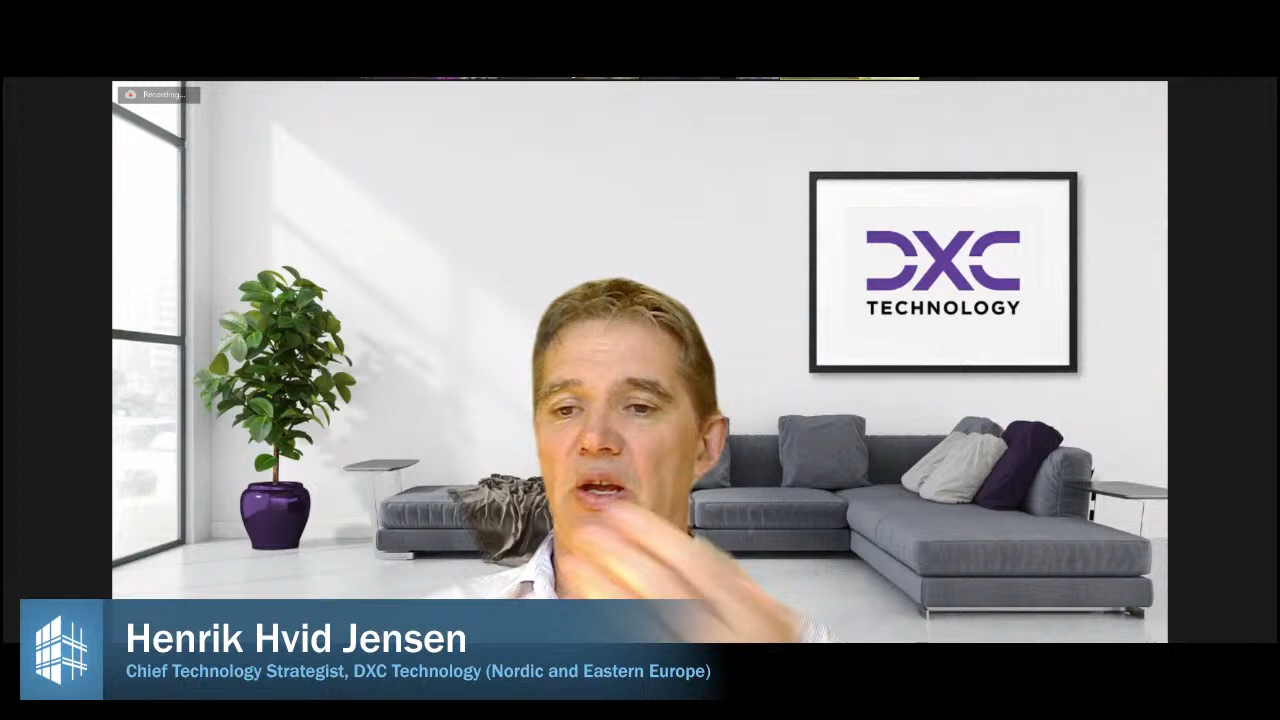 Recording...
DXC
TECHNOLOGY
Henrik Hvid Jensen
Chief Technology Strategist, DXC Technology (Nordic and Eastern Europe)